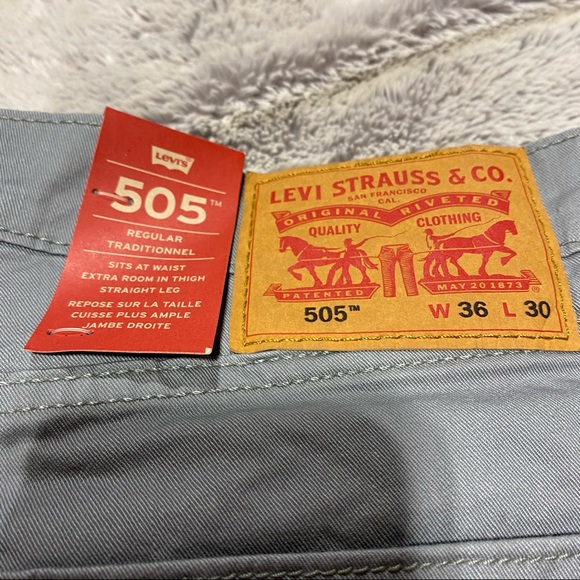 Levi's
505™
REGULAR
TRADITIONNEL
SITS AT WAIST
EXTRA ROOM IN THIGH
STRAIGHT LEG
REPOSE SUR LA TAILLE
CUISSE PLUS AMPLE
JAMBE DROITE
LEVI STRAUSS & CO.
SAN FRANCISCO
CAL.
ORIGINAL RIVETED
QUALITY CLOTHING
PATENTED MAY 20 1873 ®
505™ W 36 L 30